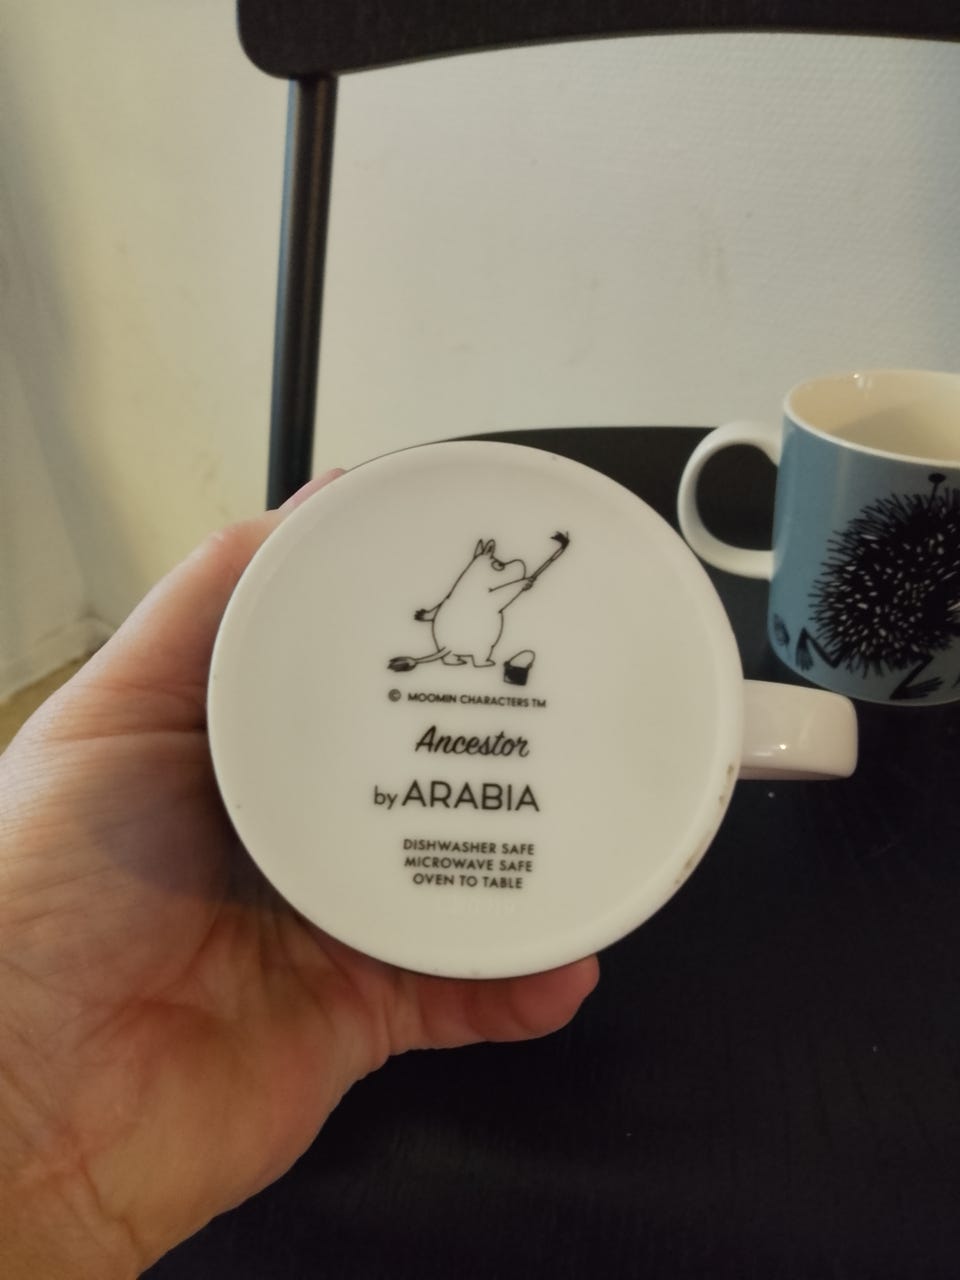 © MOOMIN CHARACTERS TM
Ancestor
by ARABIA
DISHWASHER SAFE
MICROWAVE SAFE
OVEN TO TABLE